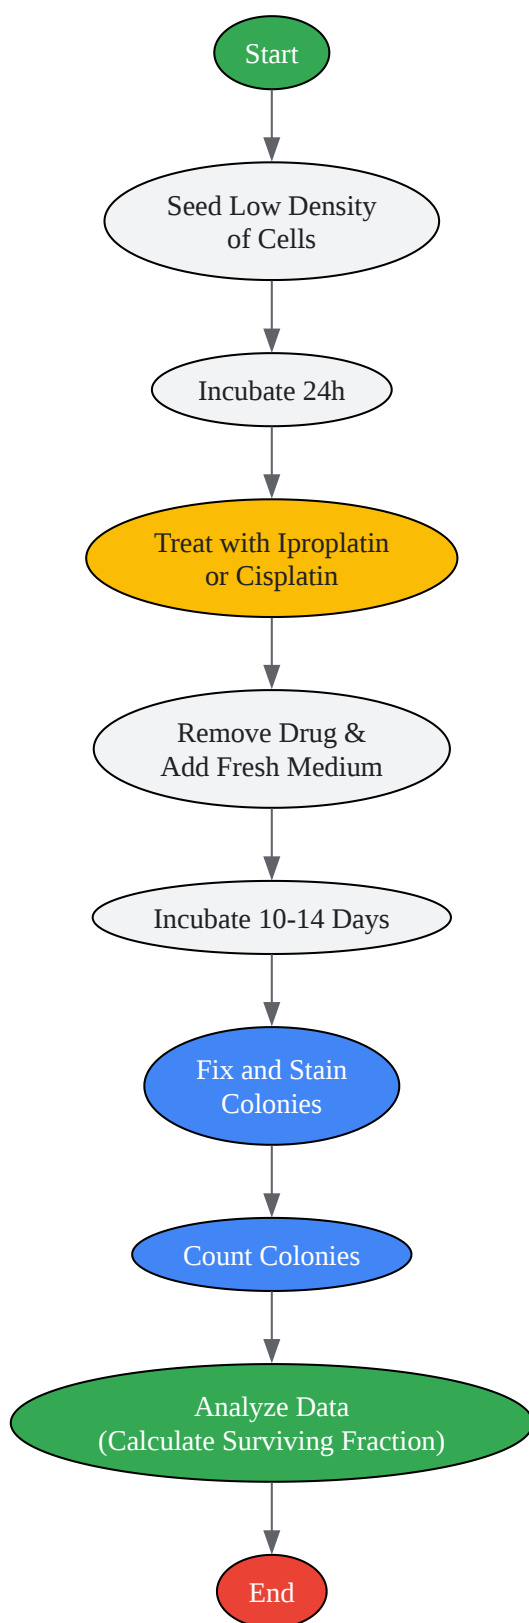 Start
Seed Low Density
of Cells
Incubate 24h
Treat with Iproplatin
or Cisplatin
Remove Drug &
Add Fresh Medium
Incubate 10-14 Days
Fix and Stain
Colonies
Count Colonies
Analyze Data
(Calculate Surviving Fraction)
End